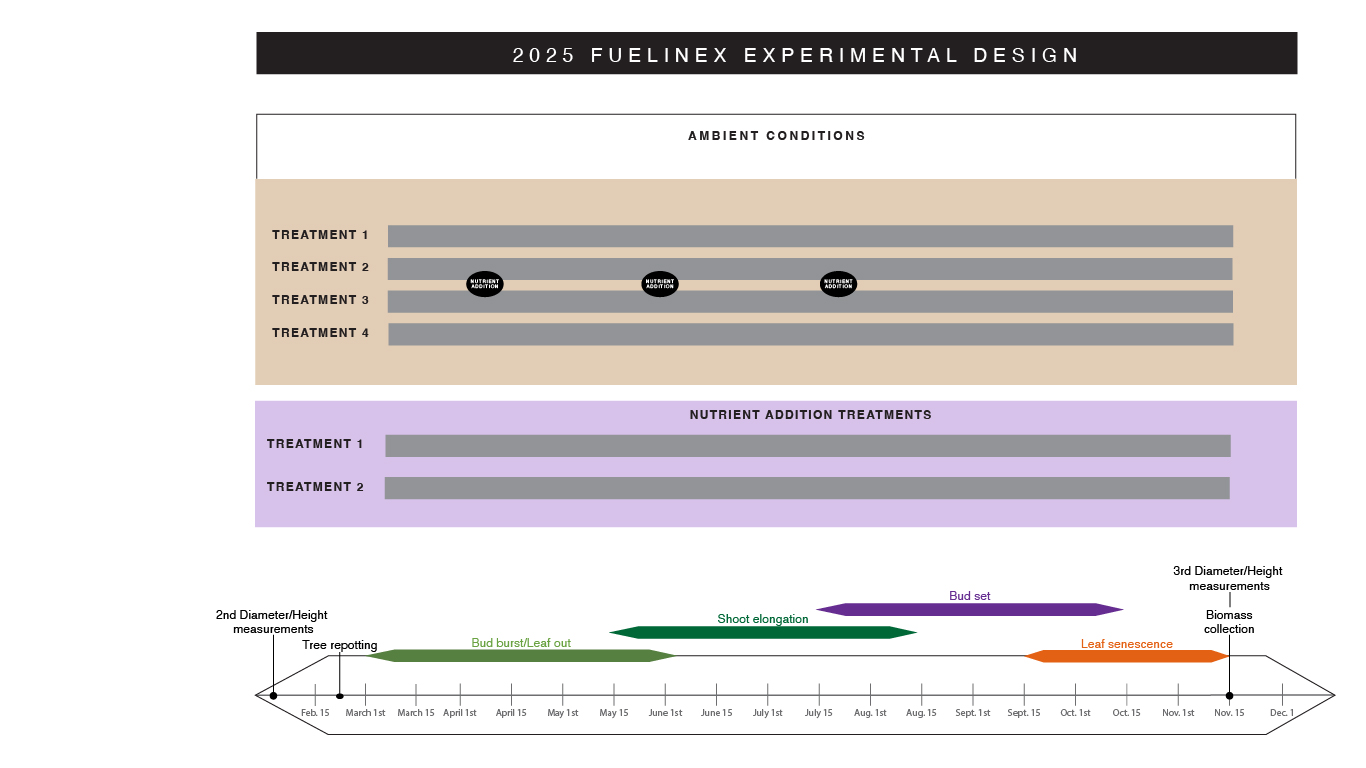 2025 FUELINEX EXPERIMENTAL DESIGN
AMBIENT CONDITIONS
TREATMENT 1
TREATMENT 2
NUTRIENT
ADDITION
NUTRIENT
ADDITION
NUTRIENT
ADDITION
TREATMENT 3
TREATMENT 4
NUTRIENT ADDITION TREATMENTS
TREATMENT 1
TREATMENT 2
3rd Diameter/Height
measurements
Bud set
Biomass
collection
2nd Diameter/Height
measurements
Shoot elongation
Tree repotting
Bud burst/Leaf out
Leaf senescence
Feb. 15 March 1st March 15 April 1st April 15 May 1st May 15 June 1st June 15 July 1st July 15 Aug. 1st Aug. 15 Sept. 1st Sept. 15 Oct. 1st Oct. 15 Nov. 1st Nov. 15 Dec. 1